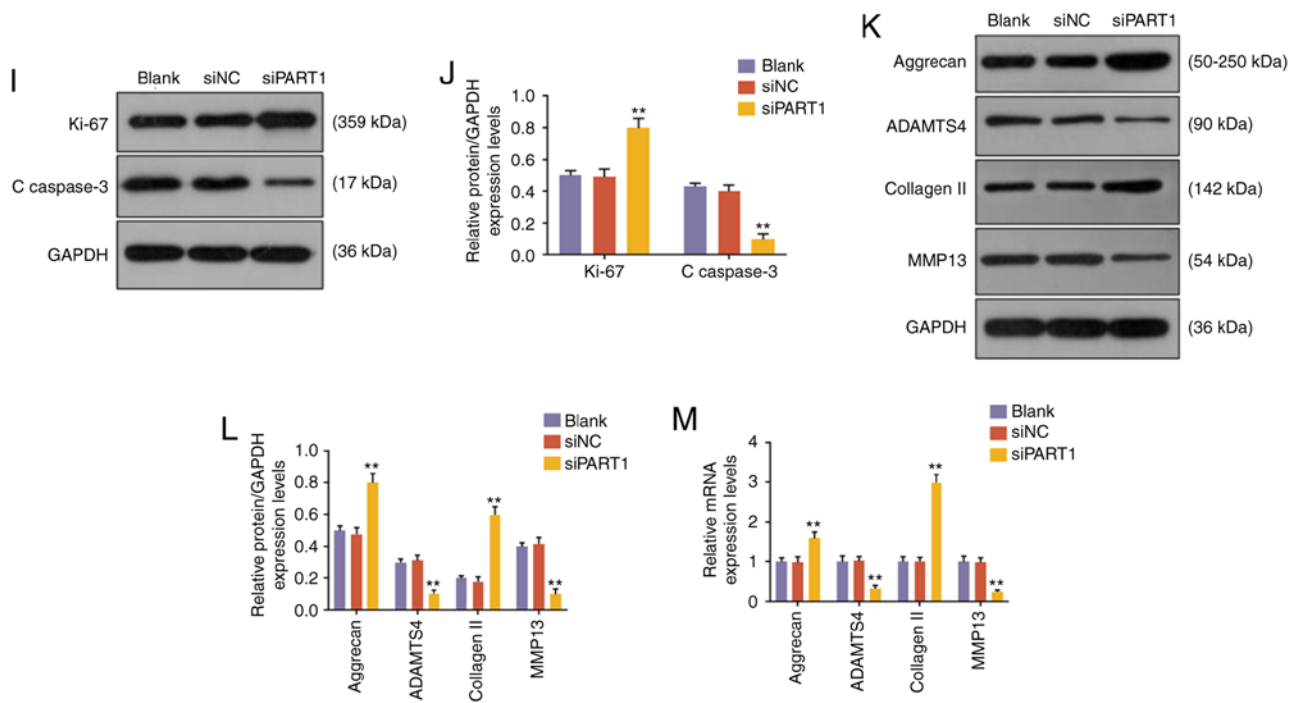 I
Blank siNC siPART1
Ki-67 (359 kDa)
C caspase-3 (17 kDa)
GAPDH (36 kDa)
J
Blank
siNC
siPART1
Relative protein/GAPDH
expression levels
1.0
0.8
0.6
0.4
0.2
0.0
**
**
Ki-67 C caspase-3
K
Blank siNC siPART1
Aggrecan (50-250 kDa)
ADAMTS4 (90 kDa)
Collagen II (142 kDa)
MMP13 (54 kDa)
GAPDH (36 kDa)
L
Blank
siNC
siPART1
Relative protein/GAPDH
expression levels
1.0
0.8
0.6
0.4
0.2
0.0
**
**
**
**
Aggrecan
ADAMTS4
Collagen II
MMP13
M
Blank
siNC
siPART1
Relative mRNA
expression levels
4
3
2
1
0
**
**
**
**
Aggrecan
ADAMTS4
Collagen II
MMP13